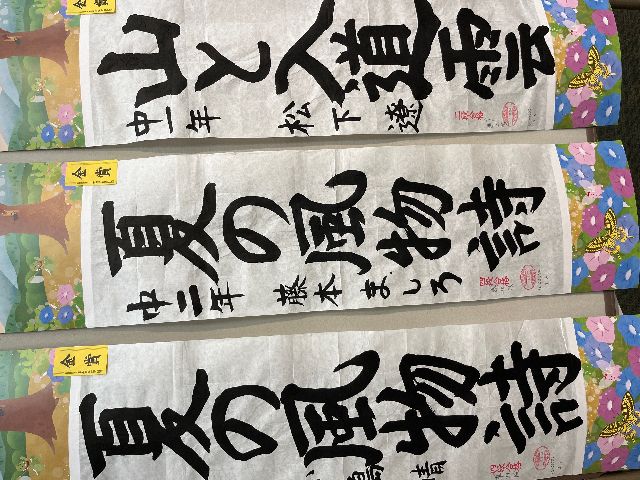 金賞
山と入道雲
中一年 松下 遼
金賞
夏の風物詩
中二年 藤本ましろ
金賞
夏の風物詩